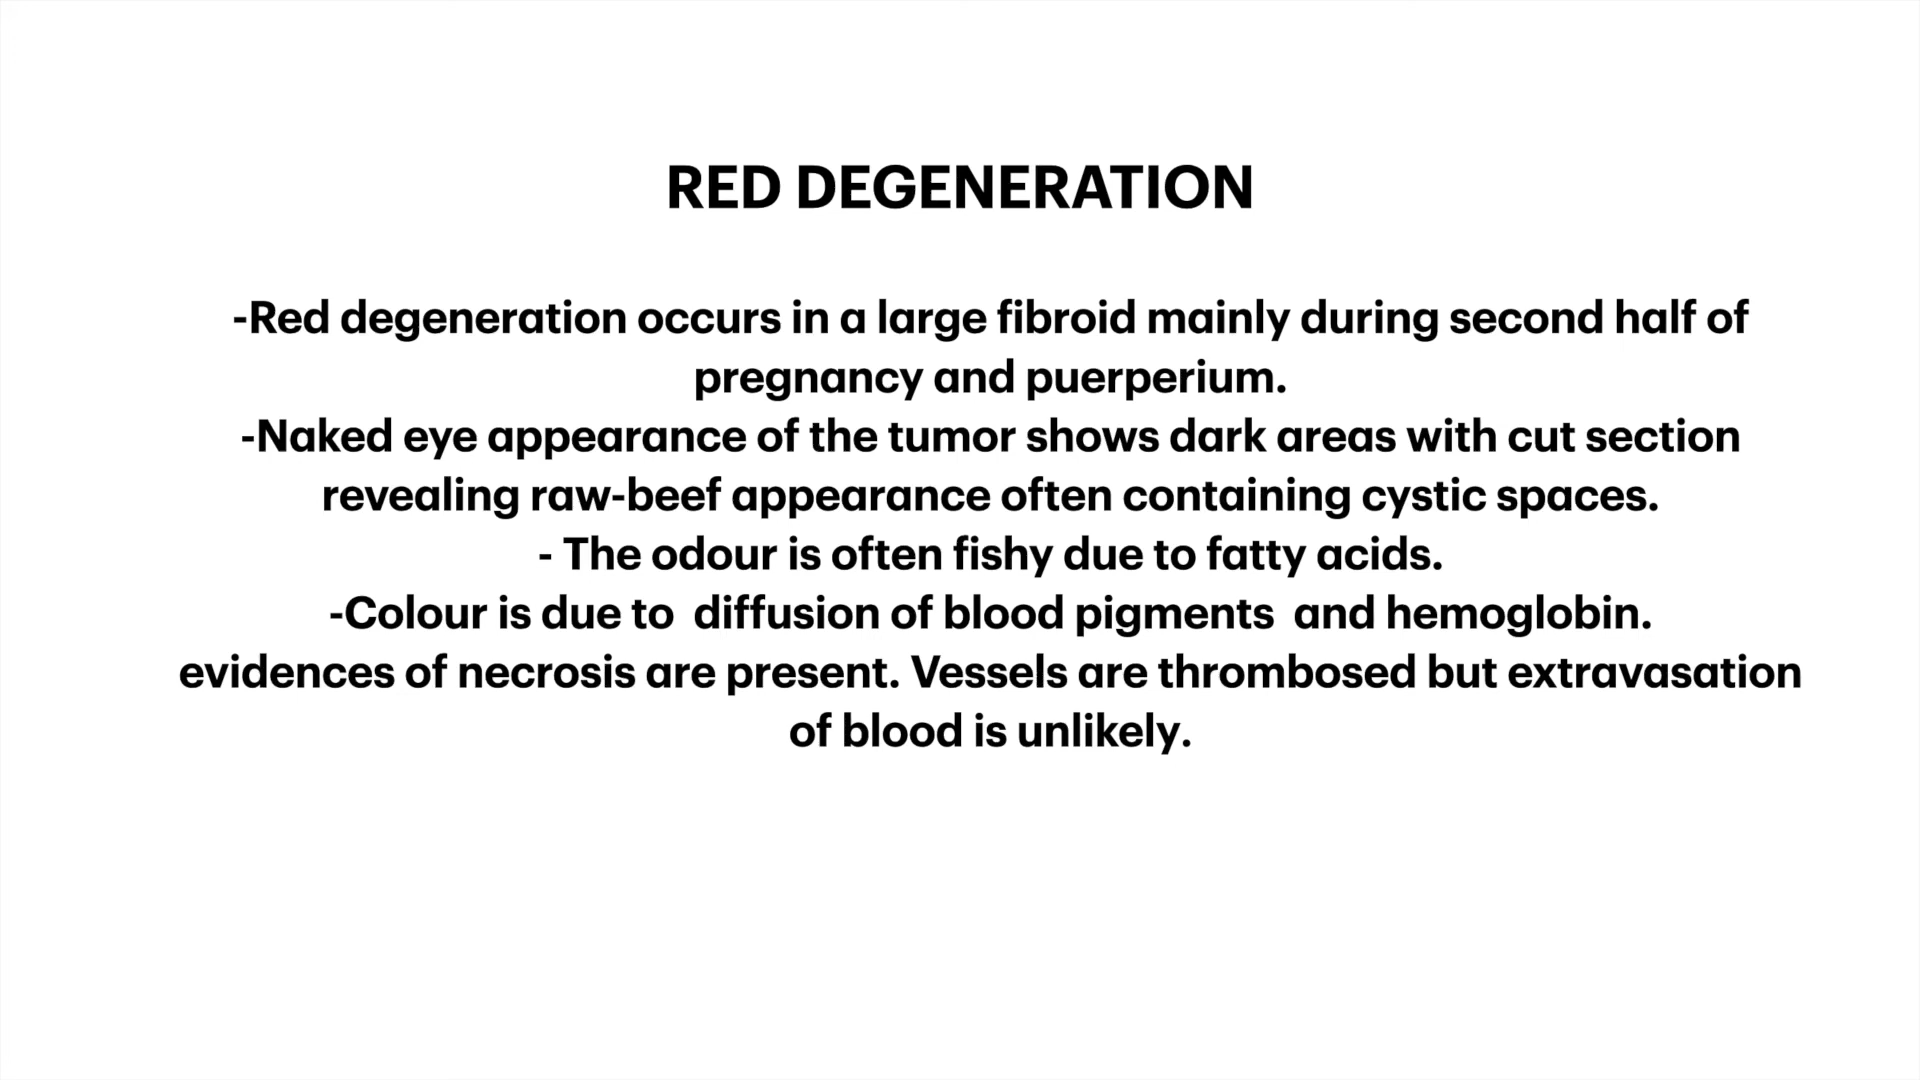 RED DEGENERATION
-Red degeneration occurs in a large fibroid mainly during second half of
pregnancy and puerperium.
-Naked eye appearance of the tumor shows dark areas with cut section
revealing raw-beef appearance often containing cystic spaces.
- The odour is often fishy due to fatty acids.
-Colour is due to  diffusion of blood pigments  and hemoglobin.
evidences of necrosis are present. Vessels are thrombosed but extravasation
of blood is unlikely.